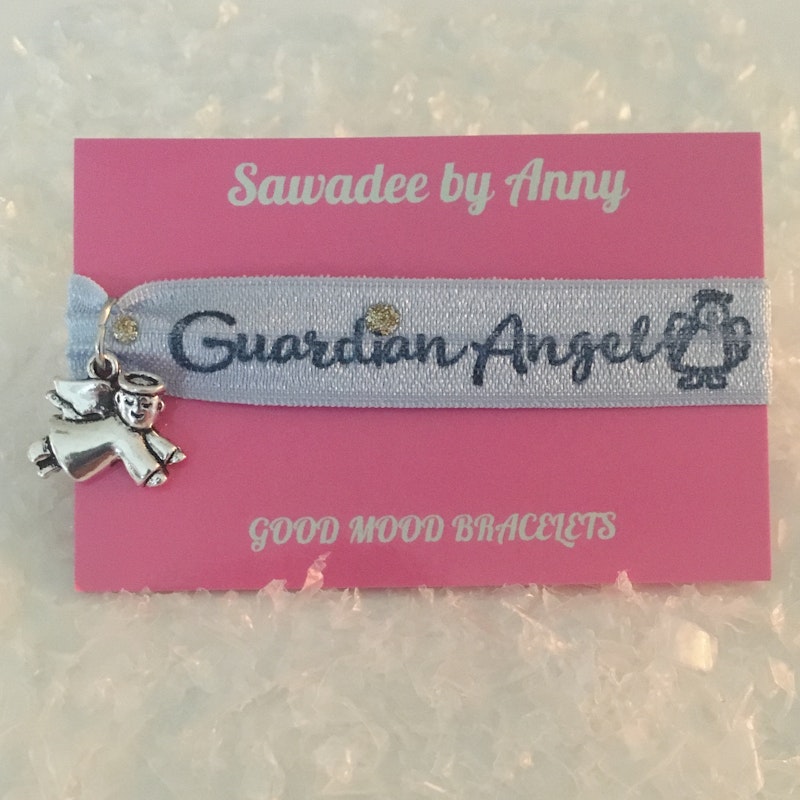 Sawadee by Anny
Guardian Angel
GOOD MOOD BRACELETS